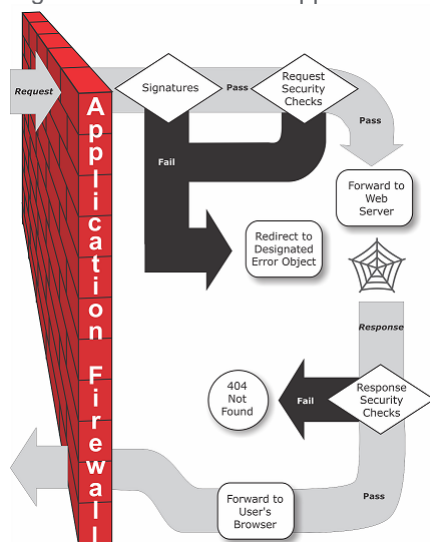 Request
Signatures
Pass
Request
Security
Checks
Pass
Fail
Forward to
Web
Server
Redirect to
Designated
Error Object
Response
404
Not
Found
Fail
Response
Security
Checks
Pass
Forward to
User's
Browser
Application Firewall